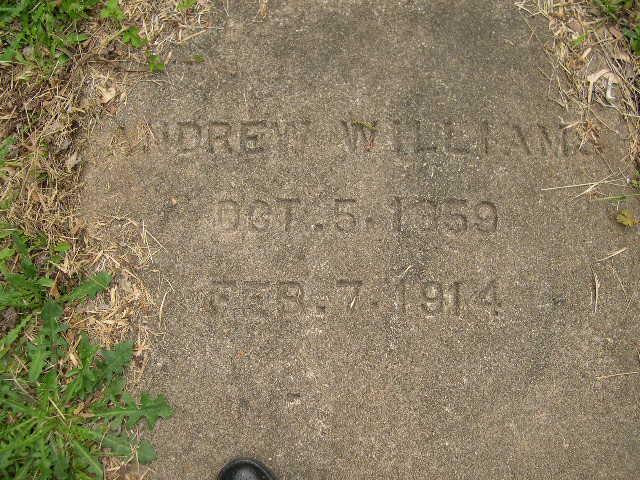 ANDREW WILLIAMS
OCT. 5. 1859
FEB. 7. 1914